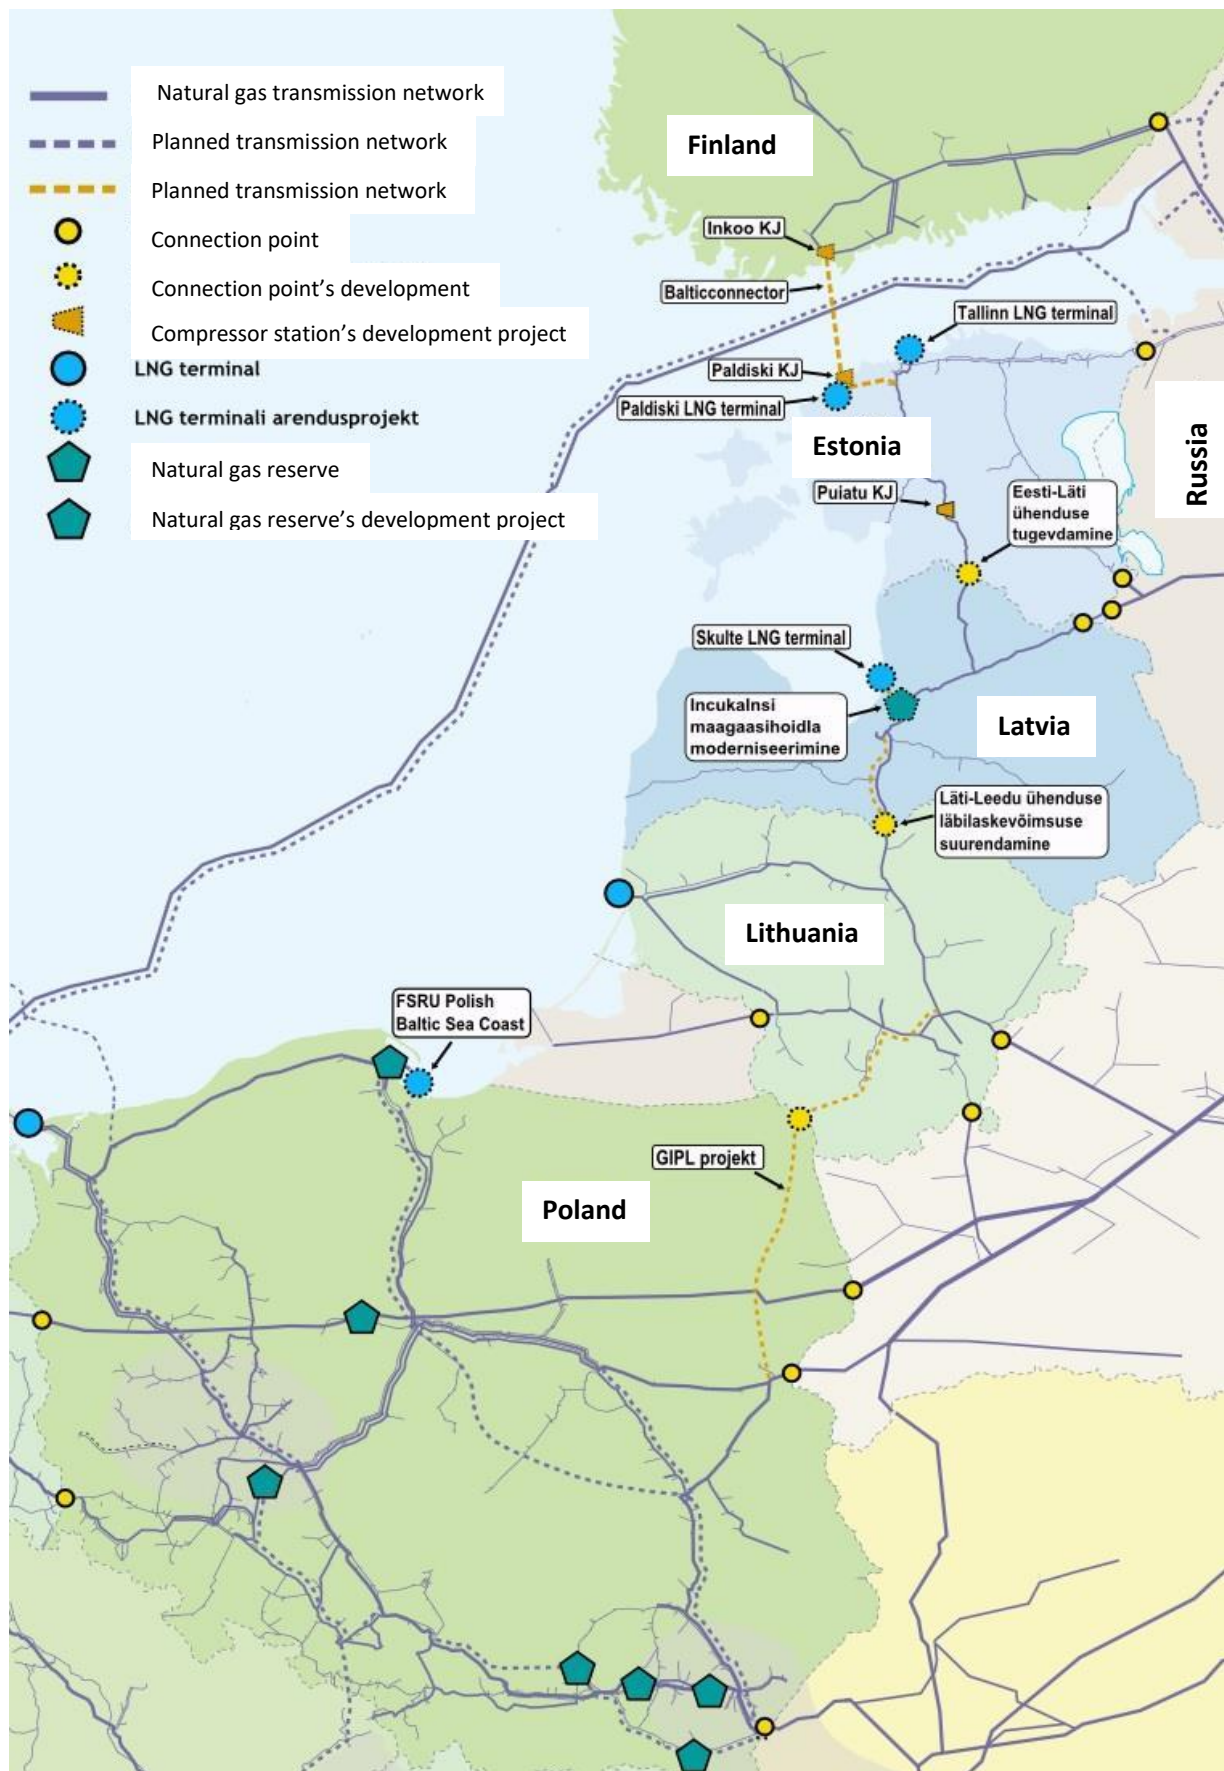 Natural gas transmission network
Planned transmission network
Planned transmission network
Connection point
Connection point's development
Compressor station's development project
LNG terminal
LNG terminali arendusprojekt
Natural gas reserve
Natural gas reserve's development project
Finland
Inkoo KJ
Balticconnector
Tallinn LNG terminal
Paldiski KJ
Paldiski LNG terminal
Estonia
Russia
Puiatu KJ
Eesti-Läti
ühenduse
tugevdamine
Skulte LNG terminal
Incukalnsi
maagaasihoidla
moderniseerimine
Latvia
Läti-Leedu ühenduse
läbilaskevõimsuse
suurendamine
Lithuania
FSRU Polish
Baltic Sea Coast
GIPL projekt
Poland